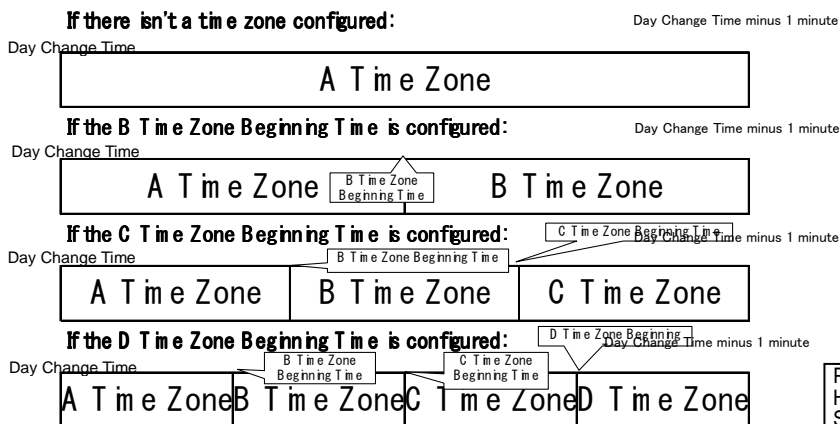 If there isn't a time zone configured:
Day Change Time minus 1 minute
Day Change Time
A Time Zone
If the B Time Zone Beginning Time is configured:
Day Change Time minus 1 minute
Day Change Time
A Time Zone
B Time Zone
Beginning Time
B Time Zone
If the C Time Zone Beginning Time is configured:
C Time Zone Beginning Time
Day Change Time minus 1 minute
Day Change Time
B Time Zone Beginning Time
A Time Zone
B Time Zone
C Time Zone
If the D Time Zone Beginning Time is configured:
D Time Zone Beginning
Day Change Time minus 1 minute
Day Change Time
B Time Zone
Beginning Time
C Time Zone
Beginning Time
A Time Zone
B Time Zone
C Time Zone
D Time Zone